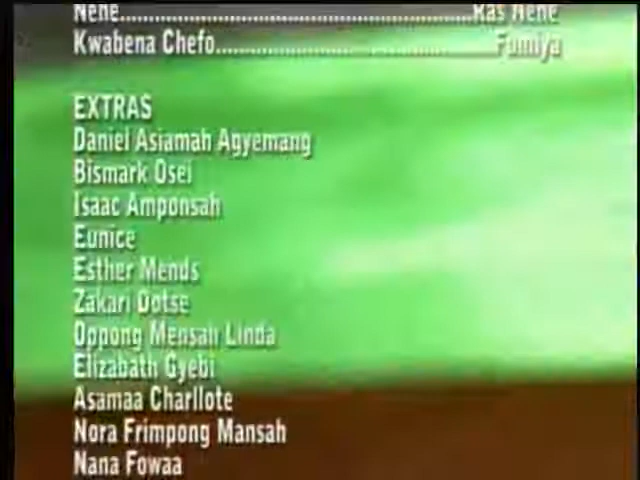 Nene...................................................Ras Nene
Kwabena Chefo........................................Fumiya
EXTRAS
Daniel Asiamah Agyemang
Bismark Osei
Isaac Amponsah
Eunice
Esther Mends
Zakari Dotse
Oppong Mensah Linda
Elizabath Gyebi
Asamaa Charllote
Nora Frimpong Mansah
Nana Fowaa